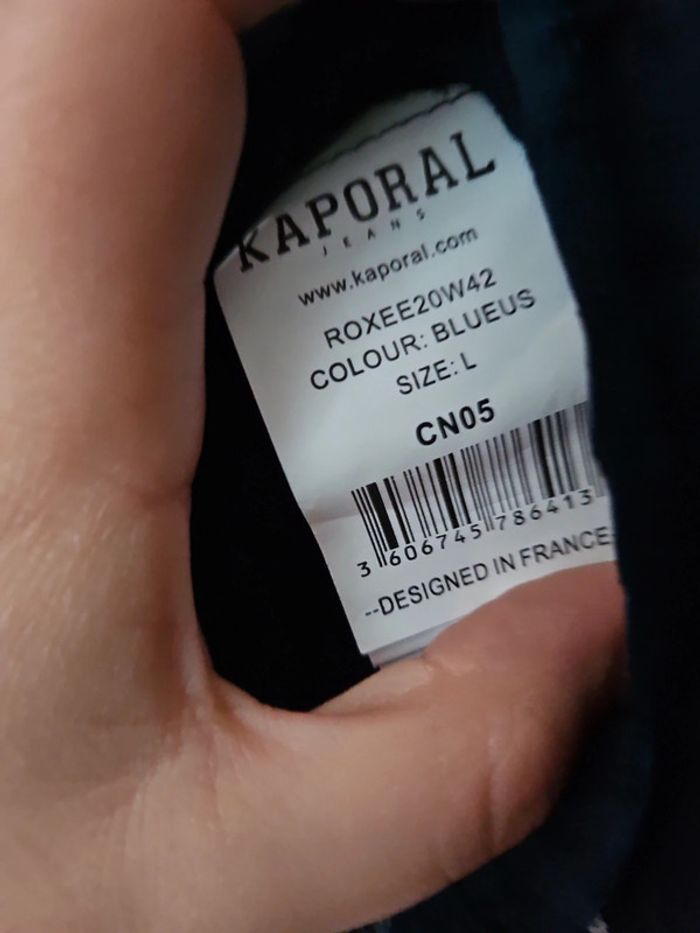 KAPORAL
JEANS
www.kaporal.com
ROXEE20W42
COLOUR: BLUEUS
SIZE: L
CN05
3 606745 786413
--DESIGNED IN FRANCE